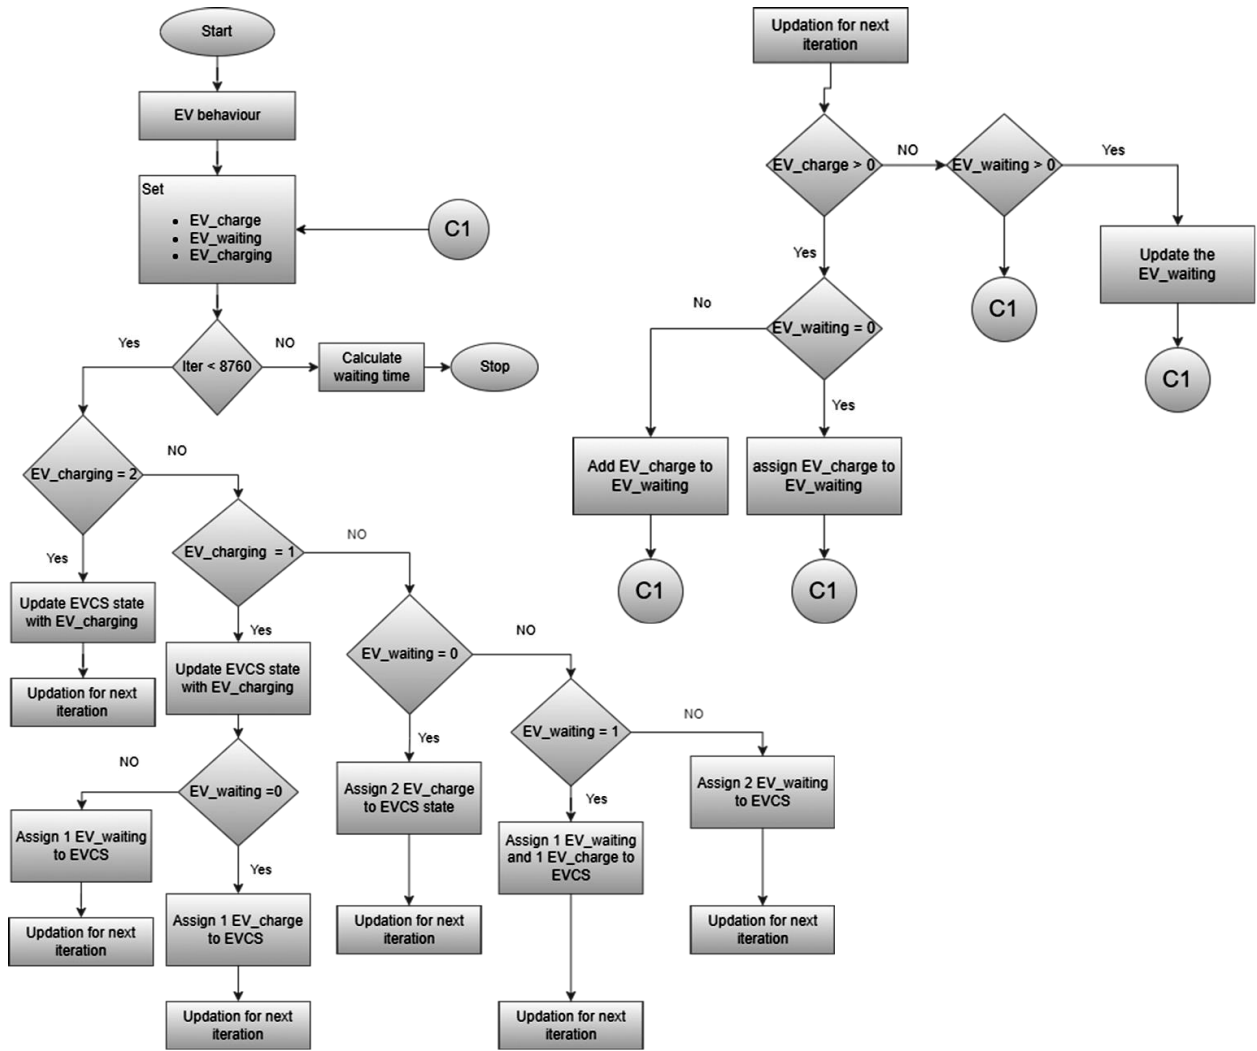 Start
EV behaviour
Set
• EV_charge
• EV_waiting
• EV_charging
C1
Iter < 8760
Yes
NO
Calculate
waiting time
Stop
EV_charging = 2
NO
Yes
Update EVCS state
with EV_charging
Updation for next
iteration
EV_charging = 1
NO
Yes
Update EVCS state
with EV_charging
EV_waiting =0
NO
Assign 1 EV_waiting
to EVCS
Updation for next
iteration
Yes
Assign 1 EV_charge
to EVCS
Updation for next
iteration
EV_waiting = 0
NO
Yes
Assign 2 EV_charge
to EVCS state
Updation for next
iteration
EV_waiting = 1
NO
Yes
Assign 1 EV_waiting
and 1 EV_charge to
EVCS
Updation for next
iteration
Assign 2 EV_waiting
to EVCS
Updation for next
iteration
Updation for next
iteration
EV_charge > 0
NO
EV_waiting > 0
Yes
Update the
EV_waiting
C1
C1
Yes
EV_waiting = 0
No
Yes
Add EV_charge to
EV_waiting
assign EV_charge to
EV_waiting
C1
C1